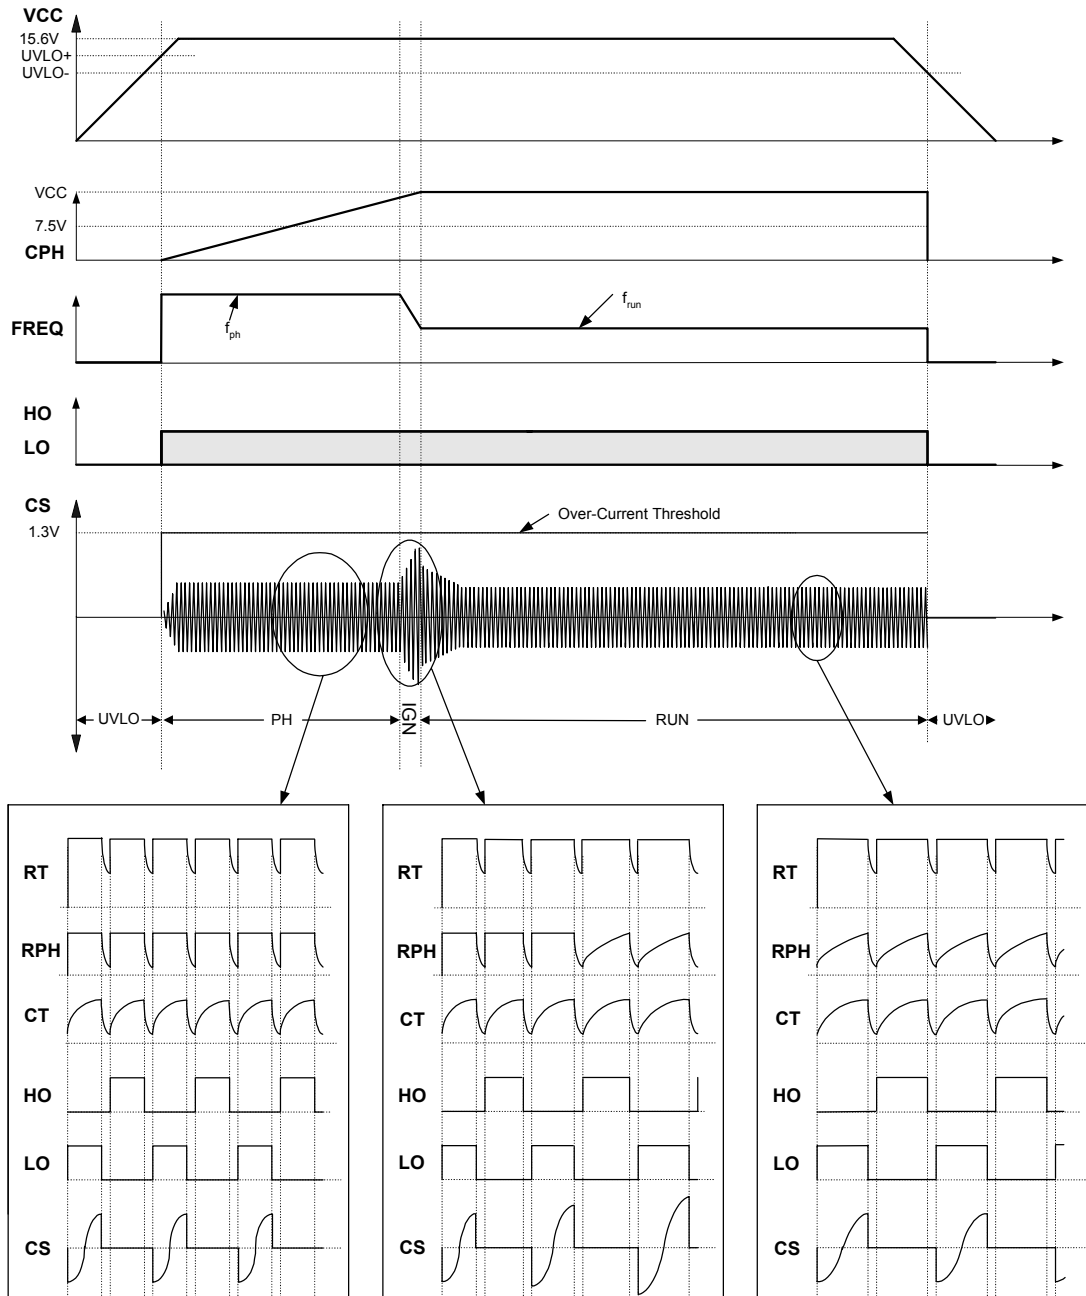 VCC
15.6V
UVLO+
UVLO-
VCC
7.5V
CPH
FREQ
fph
frun
HO
LO
CS
1.3V
Over-Current Threshold
UVLO
PH
IGN
RUN
UVLO
RT
RPH
CT
HO
LO
CS
RT
RPH
CT
HO
LO
CS
RT
RPH
CT
HO
LO
CS